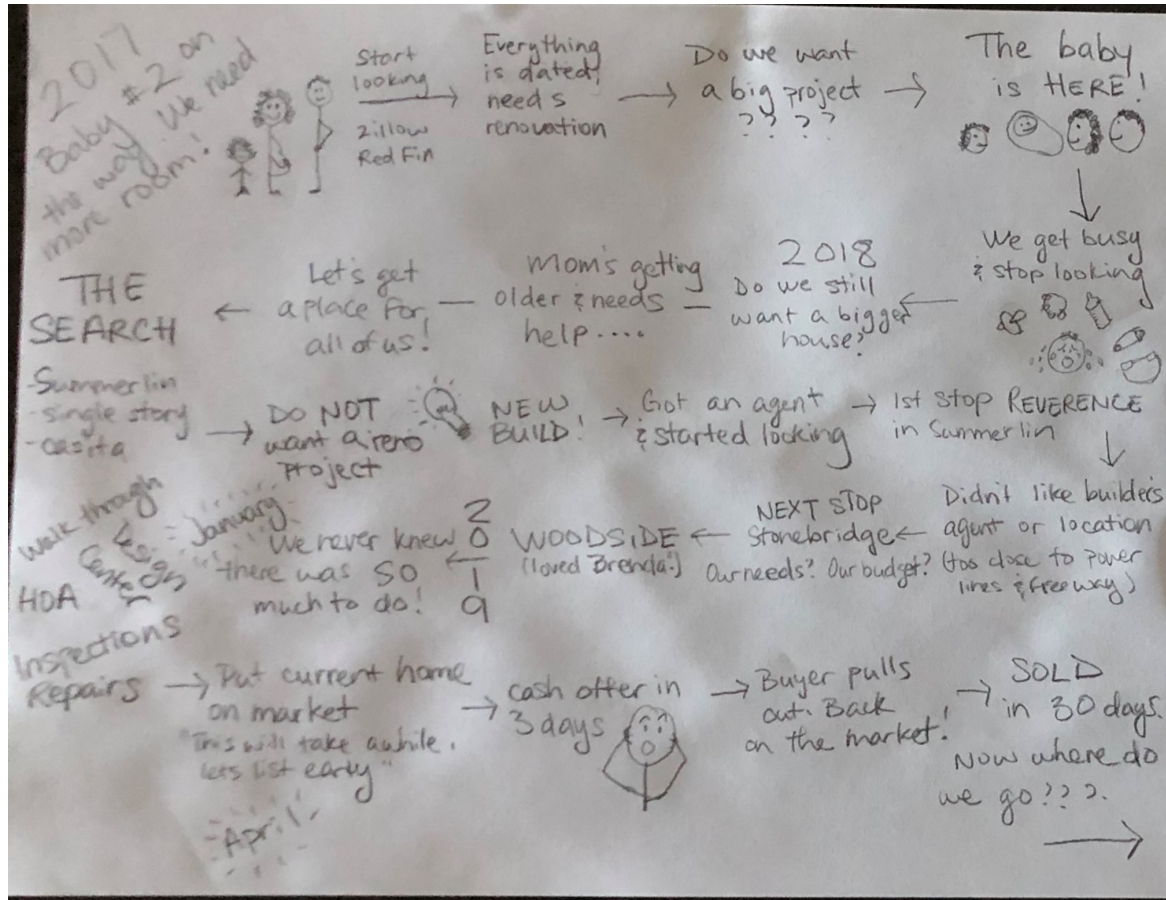 2017
Baby #2 on
the way. We need
more room!
Start
looking
Zillow
Red Fin
Everything
is dated!
needs
renovation
Do we want
a big project
? ? ? ?
The baby
is HERE!
We get busy
& stop looking
2018
Do we still
want a bigger
house?
Mom's getting
older & needs
help....
Let's get
a place for
all of us!
THE
SEARCH
-Summerlin
-single story
-casita
DO NOT
want a reno
project
NEW
BUILD!
Got an agent
& started looking
1st stop REVERENCE
in Summerlin
Didn't like builder's
agent or location
(too close to power
lines & freeway)
NEXT STOP
Stonebridge
Our needs? Our budget?
WOODSIDE
(loved Brenda!)
2
0
1
9
January
We never knew
there was SO
much to do!
Walk through
Design
Center
HOA
Inspections
Repairs
Put current home
on market
"This will take awhile.
lets list early"
April
cash offer in
3 days
Buyer pulls
out. Back
on the market!
SOLD
in 30 days.
Now where do
we go???